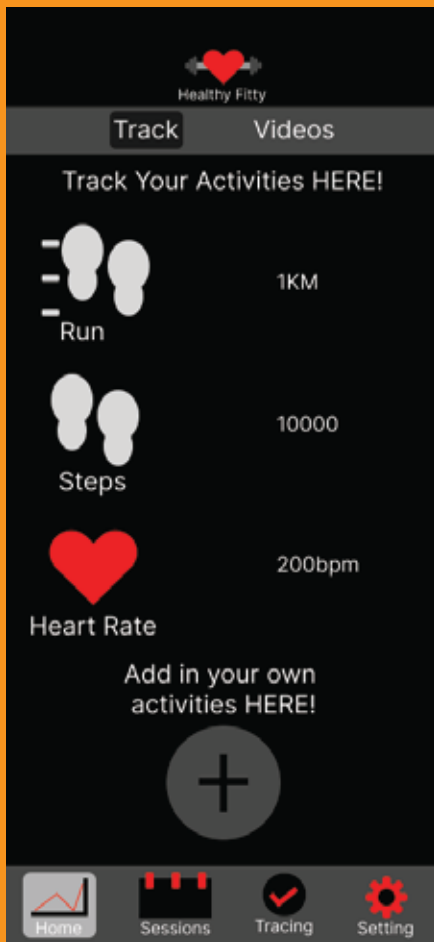 Healthy Fitty
Track Videos
Track Your Activities HERE!
1KM
Run
10000
Steps
200bpm
Heart Rate
Add in your own
activities HERE!
Home Sessions Tracing Setting